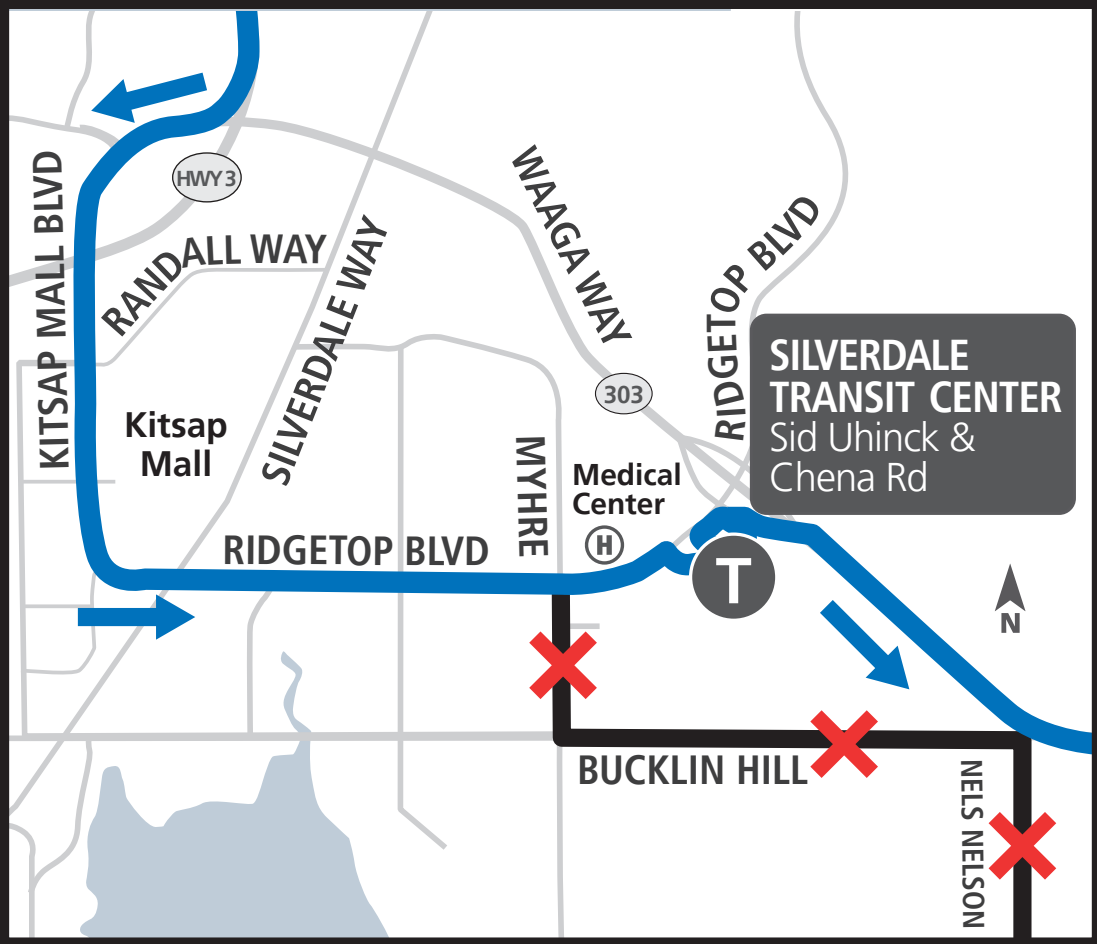 HWY 3
KITSAP MALL BLVD
RANDALL WAY
SILVERDALE WAY
WAAGA WAY
RIDGETOP BLVD
303
SILVERDALE
TRANSIT CENTER
Sid Uhinck &
Chena Rd
Kitsap
Mall
MYHRE
Medical
Center
H
RIDGETOP BLVD
T
N
BUCKLIN HILL
NELS NELSON